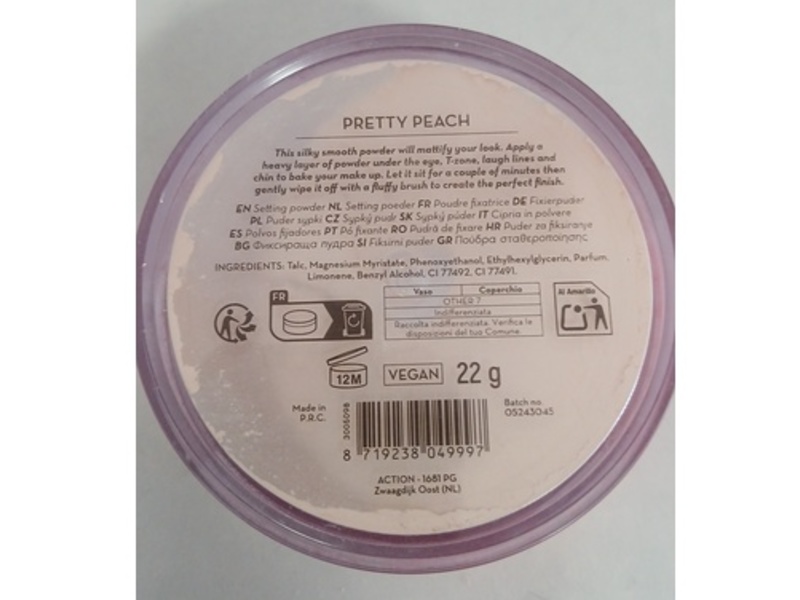 PRETTY PEACH
This silky smooth powder will mattify your look. Apply a
heavy layer of powder under the eye, T-zone, laugh lines and
chin to bake your make up. Let it sit for a couple of minutes then
gently wipe it off with a fluffy brush to create the perfect finish.
EN Setting powder NL Setting poeder FR Poudre fixatrice DE Fixierpuder
PL Puder sypki CZ Sypký pudr SK Sypký púder IT Cipria in polvere
ES Polvos fijadores PT Pó fixante RO Pudră de fixare HR Puder za fiksiranje
BG Фиксираща пудра SI Fiksirni puder GR Πούδρα σταθεροποίησης
INGREDIENTS: Talc, Magnesium Myristate, Phenoxyethanol, Ethylhexylglycerin, Parfum,
Limonene, Benzyl Alcohol, CI 77492, CI 77491.
FR
Vaso Coperchio
OTHER 7
Indifferenziata
Raccolta indifferenziata. Verifica le
disposizioni del tuo Comune.
Al Amarillo
12M
VEGAN
22 g
Made in
P.R.C.
3005098
Batch no
05243045
8 719238 049997
ACTION - 1681 PG
Zwaagdijk Oost (NL)